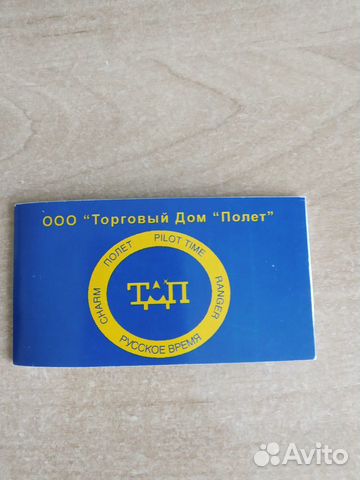 ООО “Торговый Дом “Полет”
CHARM ПОЛЕТ PILOT TIME RANGER
РУССКОЕ ВРЕМЯ
ТДП
Avito